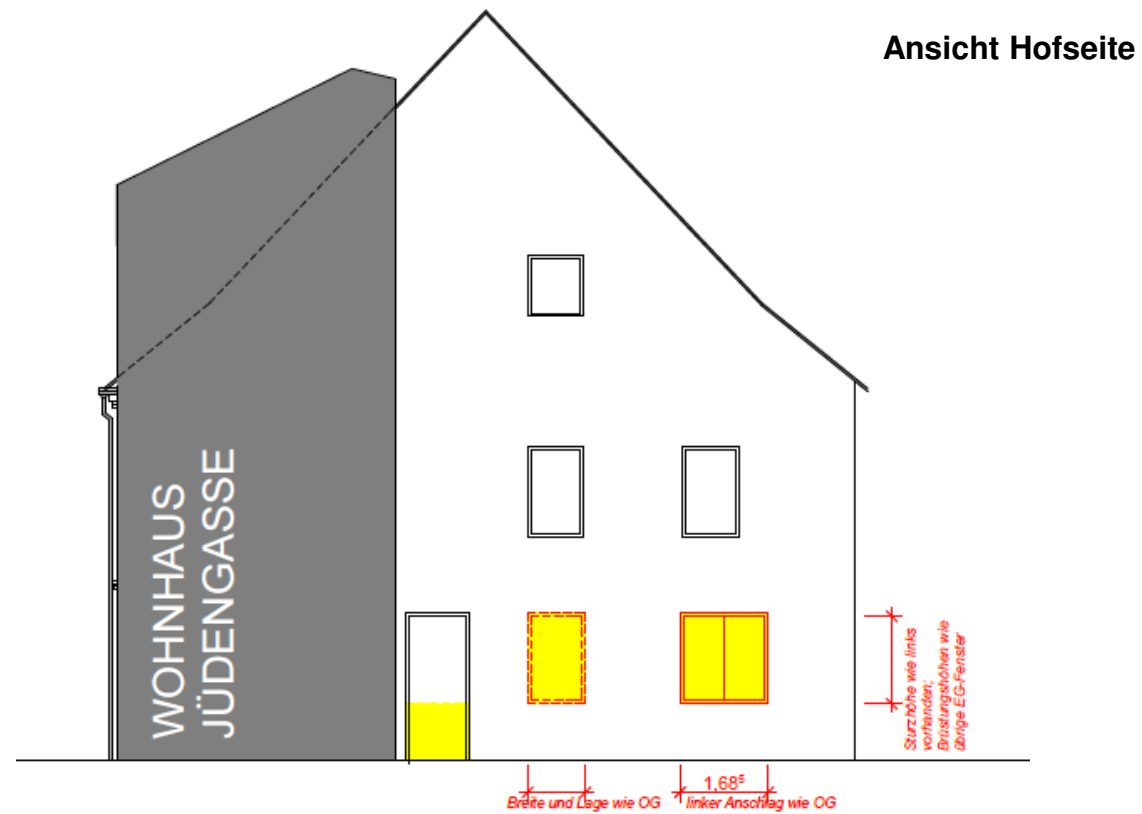 Ansicht Hofseite
WOHNHAUS
JÜDENGASSE
Sturzhöhe wie links
vorhanden;
Brüstungshöhen wie
übrige EG-Fenster
1,68⁵
Breite und Lage wie OG
linker Anschlag wie OG